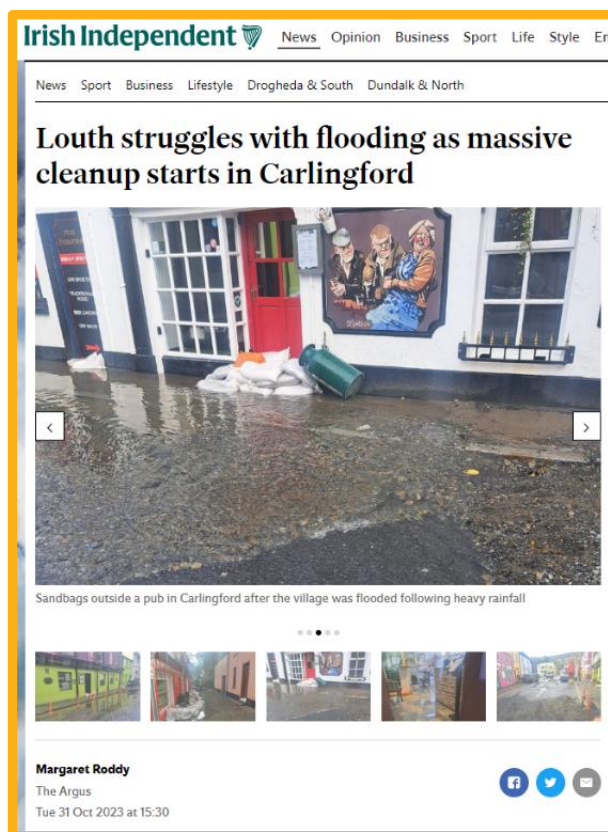 Irish Independent
News Opinion Business Sport Life Style
News Sport Business Lifestyle Drogheda & South Dundalk & North
Louth struggles with flooding as massive
cleanup starts in Carlingford
Sandbags outside a pub in Carlingford after the village was flooded following heavy rainfall
Margaret Roddy
The Argus
Tue 31 Oct 2023 at 15:30